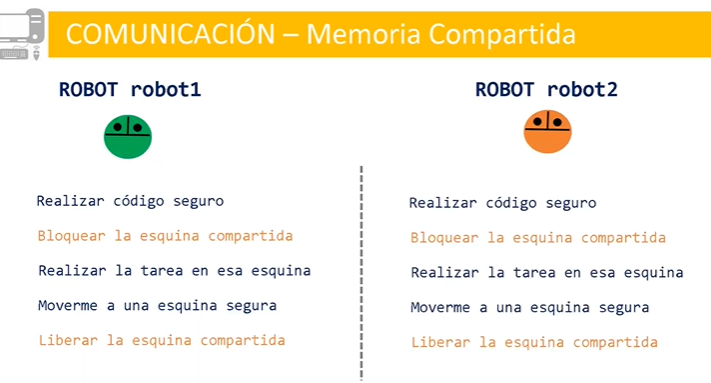 COMUNICACIÓN – Memoria Compartida
ROBOT robot1
Realizar código seguro
Bloquear la esquina compartida
Realizar la tarea en esa esquina
Moverme a una esquina segura
Liberar la esquina compartida
ROBOT robot2
Realizar código seguro
Bloquear la esquina compartida
Realizar la tarea en esa esquina
Moverme a una esquina segura
Liberar la esquina compartida